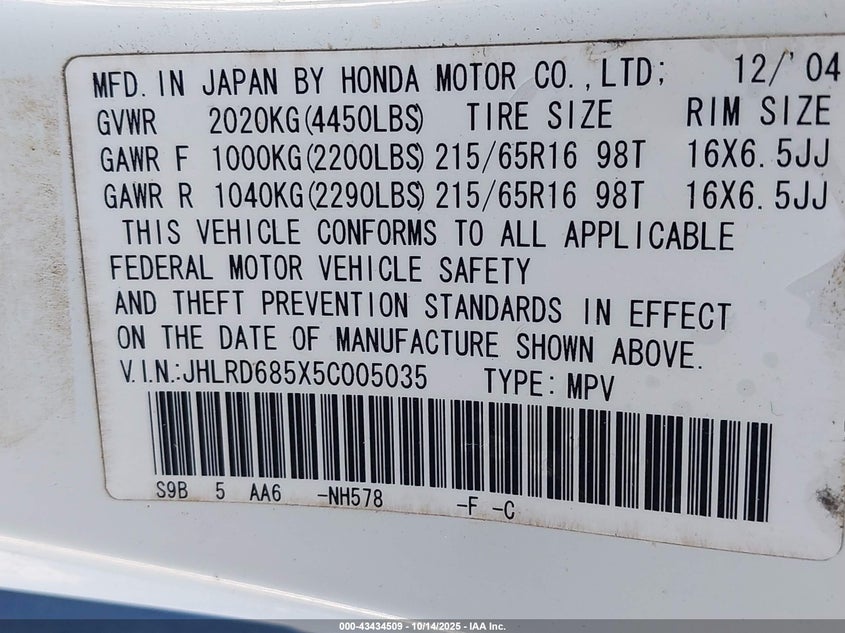 MFD. IN JAPAN BY HONDA MOTOR CO.,LTD; 12/'04
GVWR 2020KG(4450LBS) TIRE SIZE RIM SIZE
GAWR F 1000KG(2200LBS) 215/65R16 98T 16X6.5JJ
GAWR R 1040KG(2290LBS) 215/65R16 98T 16X6.5JJ
THIS VEHICLE CONFORMS TO ALL APPLICABLE
FEDERAL MOTOR VEHICLE SAFETY
AND THEFT PREVENTION STANDARDS IN EFFECT
ON THE DATE OF MANUFACTURE SHOWN ABOVE.
V.I.N.:JHLRD685X5C005035 TYPE: MPV
S9B 5 AA6 -NH578 -F -C
000-43434509 - 10/14/2025 - IAA Inc.